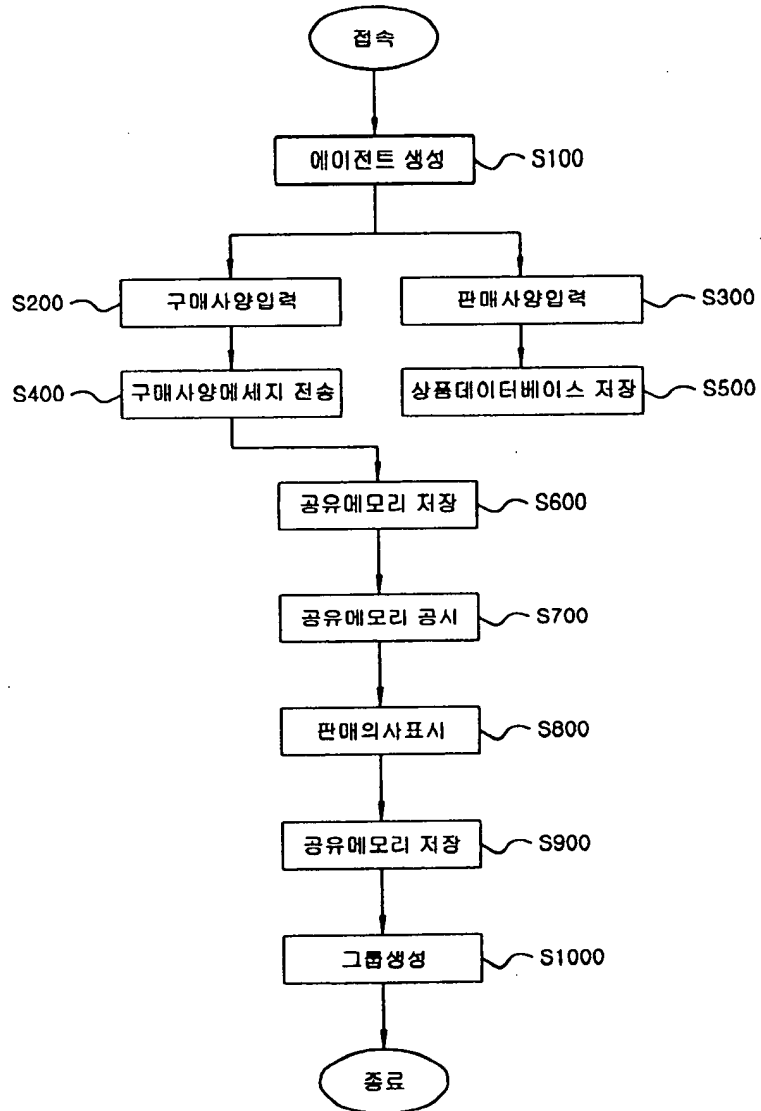 접속
에이전트 생성
S100
S200
구매사양입력
판매사양입력
S300
S400
구매사양메세지 전송
상품데이터베이스 저장
S500
공유메모리 저장
S600
공유메모리 공시
S700
판매의사표시
S800
공유메모리 저장
S900
그룹생성
S1000
종료